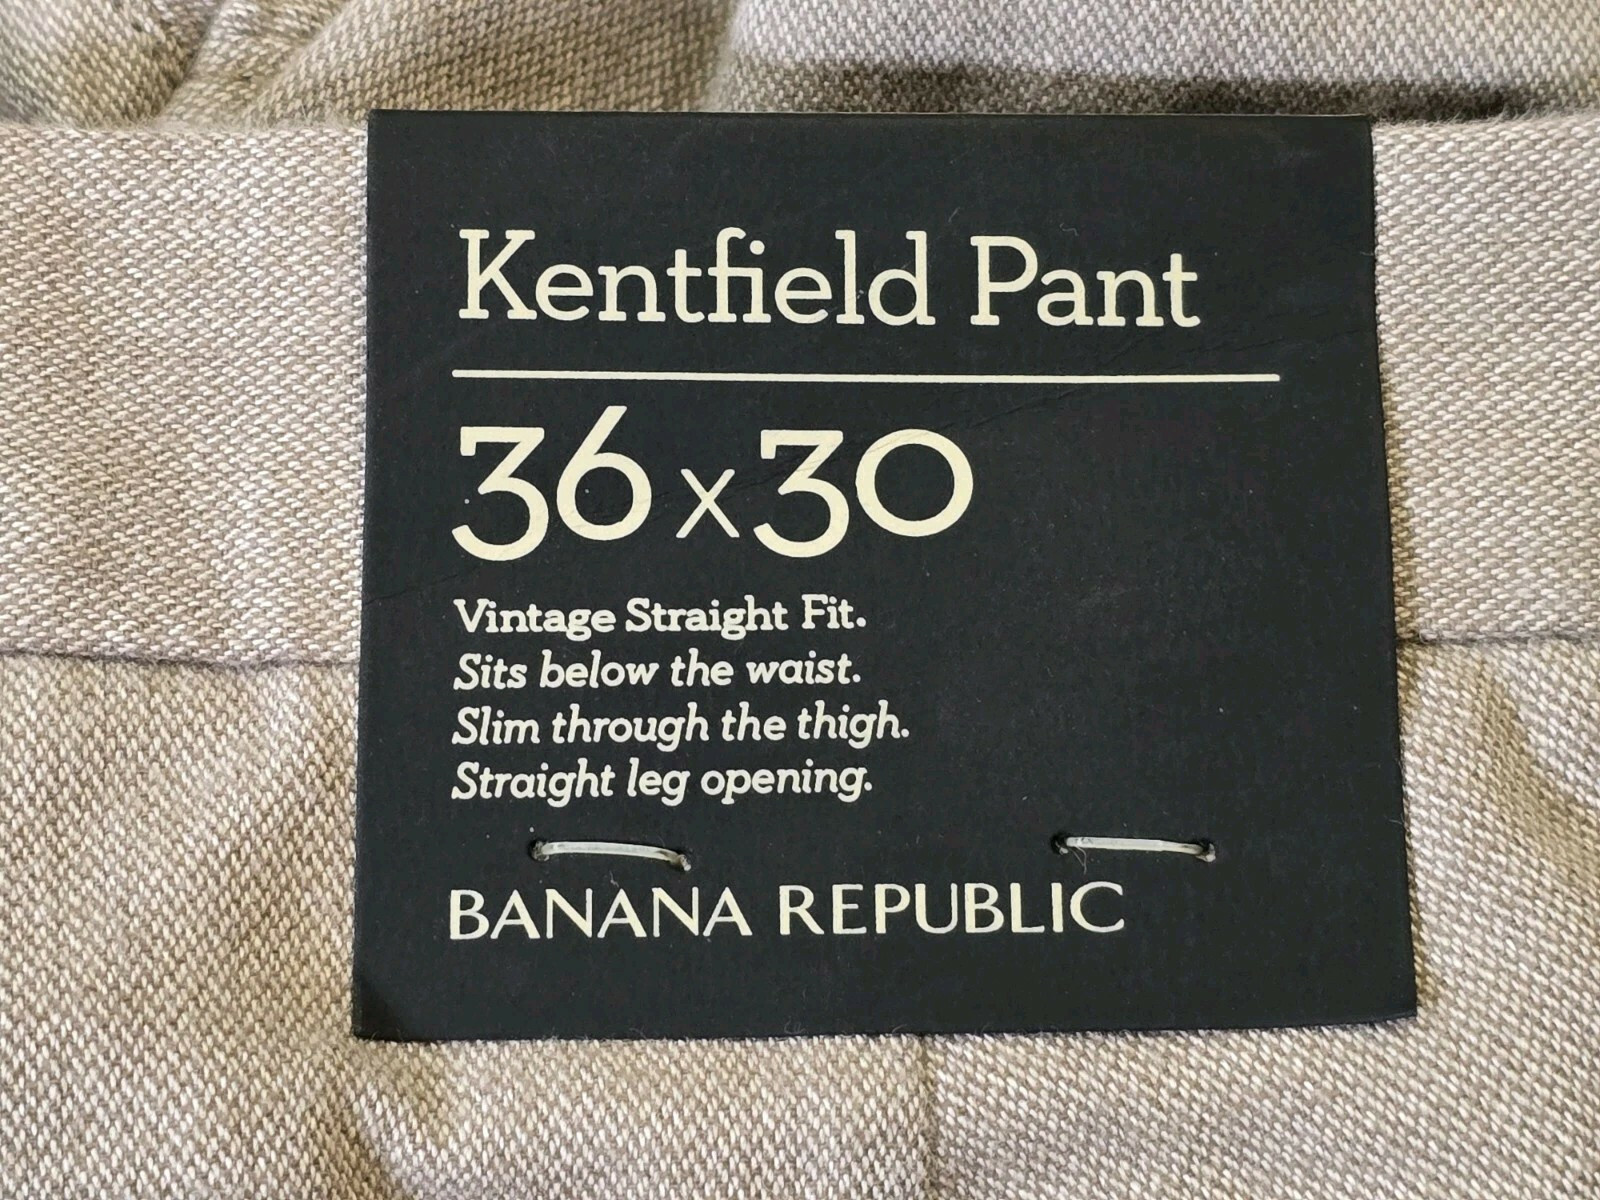 Kentfield Pant
36x30
Vintage Straight Fit.
Sits below the waist.
Slim through the thigh.
Straight leg opening.
BANANA REPUBLIC